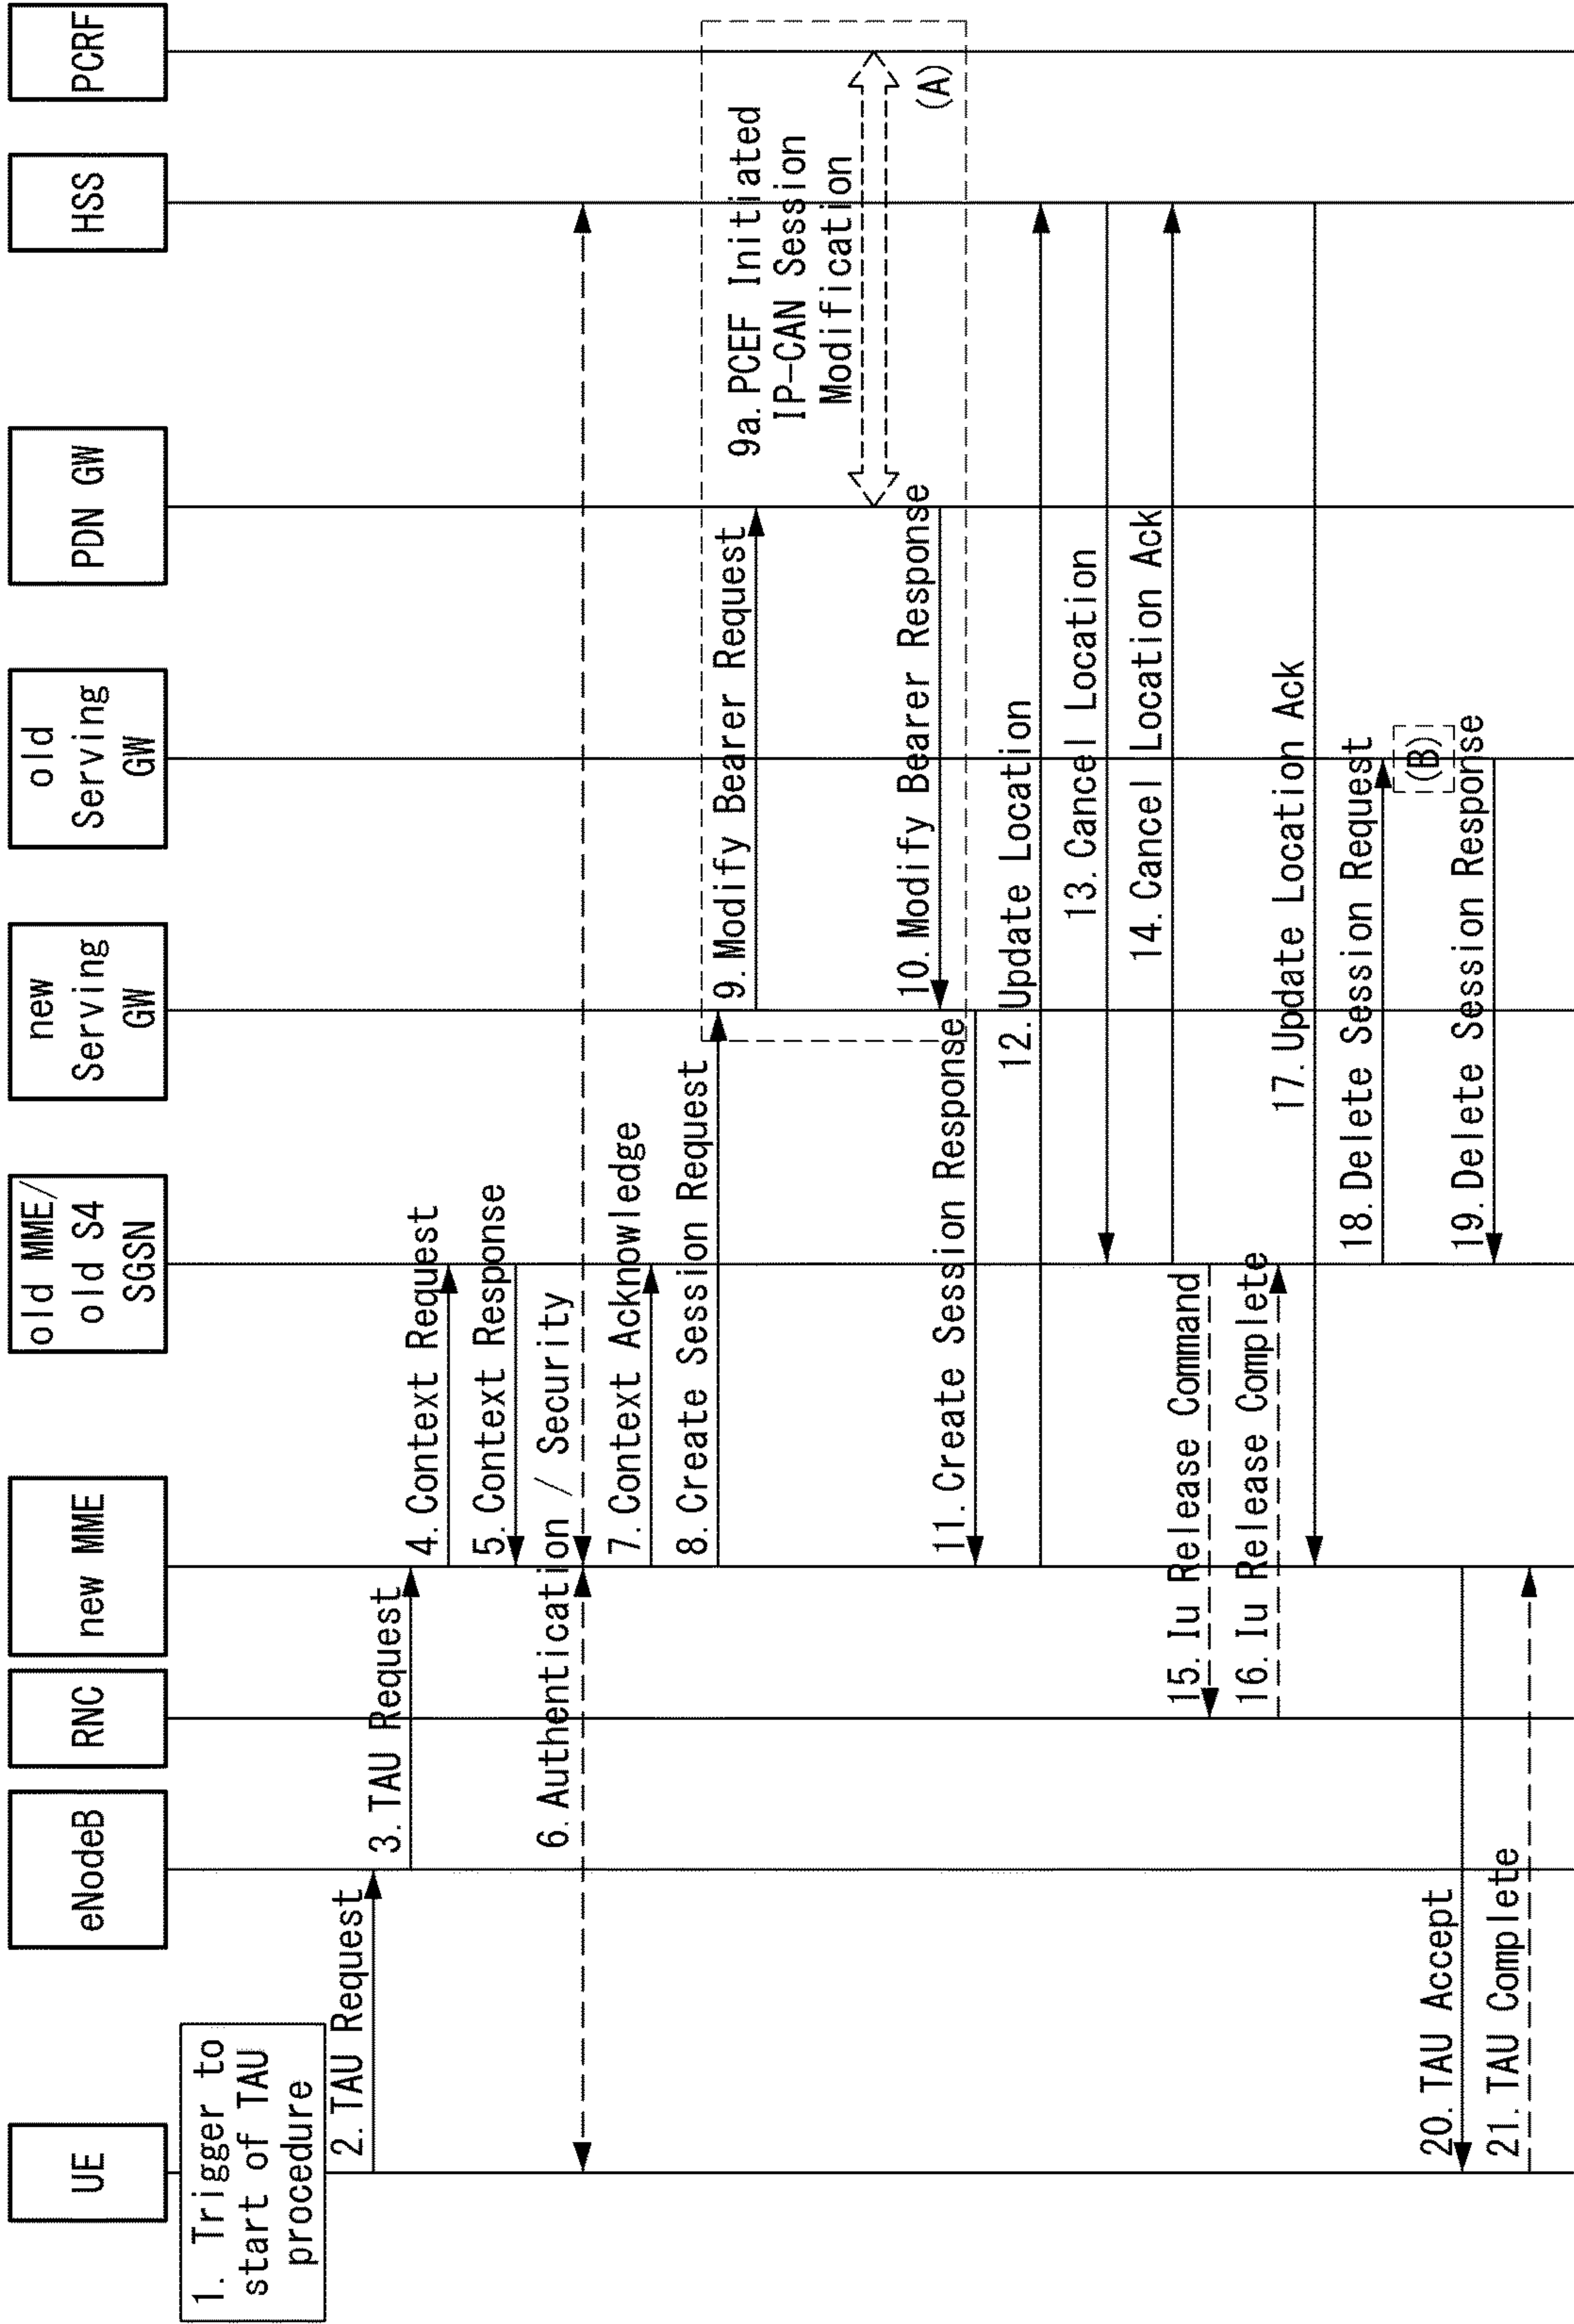 UE
eNodeB
RNC
new MME
old MME/
old S4
SGSN
new
Serving
GW
old
Serving
GW
PDN GW
HSS
PCRF
1. Trigger to
start of TAU
procedure
2. TAU Request
3. TAU Request
4. Context Request
5. Context Response
6. Authentication / Security
7. Context Acknowledge
8. Create Session Request
9. Modify Bearer Request
9a. PCEF Initiated
IP-CAN Session
Modification
(A)
10. Modify Bearer Response
11. Create Session Response
12. Update Location
13. Cancel Location
14. Cancel Location Ack
15. Iu Release Command
16. Iu Release Complete
17. Update Location Ack
18. Delete Session Request
(B)
19. Delete Session Response
20. TAU Accept
21. TAU Complete